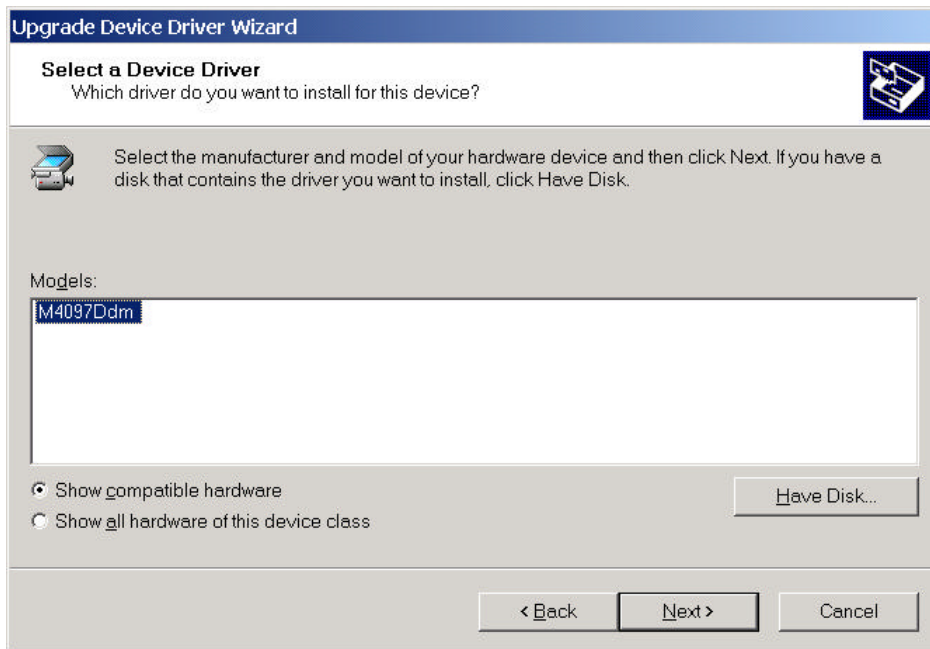 Upgrade Device Driver Wizard
Select a Device Driver
Which driver do you want to install for this device?
Select the manufacturer and model of your hardware device and then click Next. If you have a
disk that contains the driver you want to install, click Have Disk.
Models:
M4097Ddm
Show compatible hardware
Have Disk...
Show all hardware of this device class
< Back
Next >
Cancel